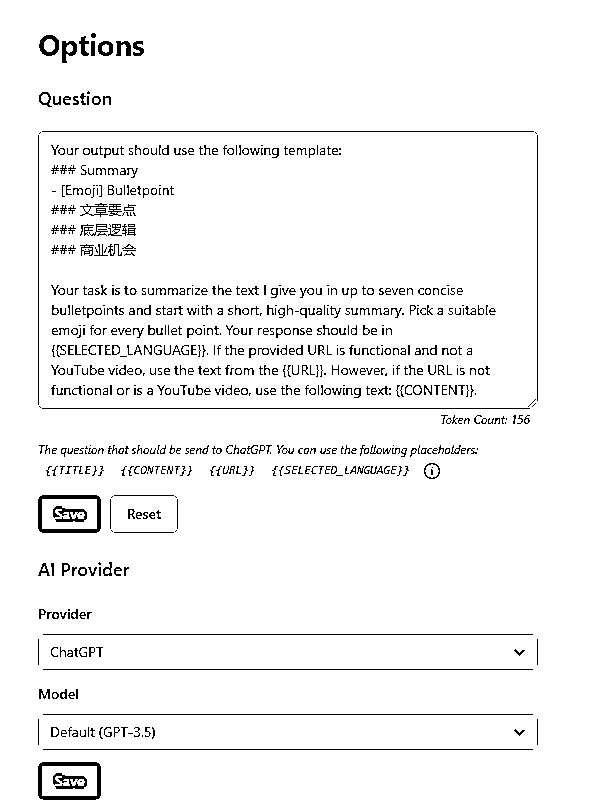 Options
Question
Your output should use the following template:
### Summary
- [Emoji] Bulletpoint
### 文章要点
### 底层逻辑
### 商业机会
Your task is to summarize the text I give you in up to seven concise
bulletpoints and start with a short, high-quality summary. Pick a suitable
emoji for every bullet point. Your response should be in
{{SELECTED_LANGUAGE}}. If the provided URL is functional and not a
YouTube video, use the text from the {{URL}}. However, if the URL is not
functional or is a YouTube video, use the following text: {{CONTENT}}.
Token Count: 156
The question that should be send to ChatGPT. You can use the following placeholders:
{{TITLE}} {{CONTENT}} {{URL}} {{SELECTED_LANGUAGE}}
Save Reset
AI Provider
Provider
ChatGPT
Model
Default (GPT-3.5)
Save